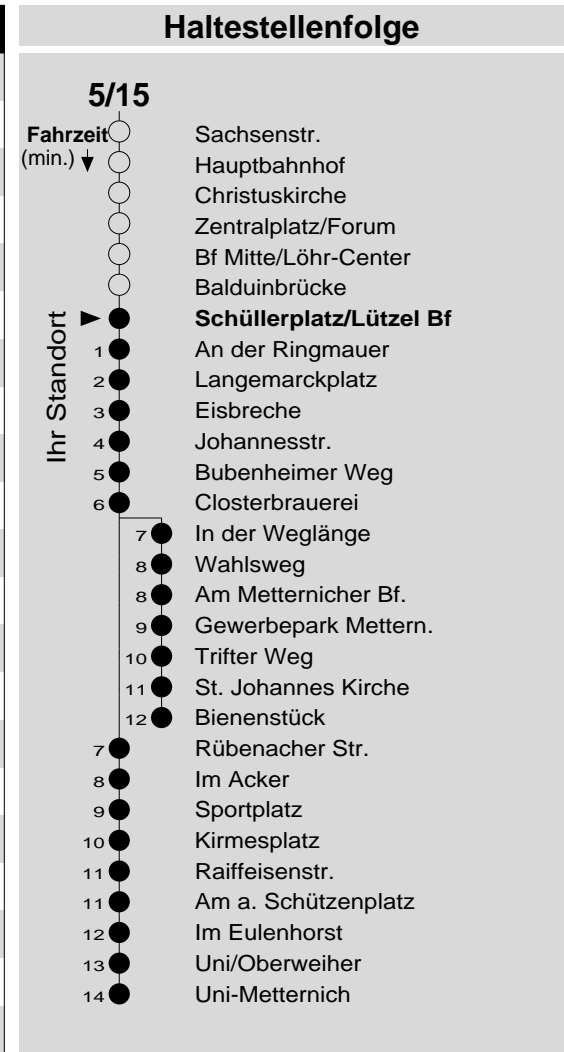 Haltestellenfolge
5/15
Fahrzeit
(min.)
Sachsenstr.
Hauptbahnhof
Christuskirche
Zentralplatz/Forum
Bf Mitte/Löhr-Center
Balduinbrücke
Ihr Standort
Schüllerplatz/Lützel Bf
1 An der Ringmauer
2 Langemarckplatz
3 Eisbreche
4 Johannesstr.
5 Bubenheimer Weg
6 Closterbrauerei
7 In der Weglänge
8 Wahlsweg
8 Am Metternicher Bf.
9 Gewerbepark Mettern.
10 Trifter Weg
11 St. Johannes Kirche
12 Bienenstück
7 Rübenacher Str.
8 Im Acker
9 Sportplatz
10 Kirmesplatz
11 Raiffeisenstr.
11 Am a. Schützenplatz
12 Im Eulenhorst
13 Uni/Oberweiher
14 Uni-Metternich